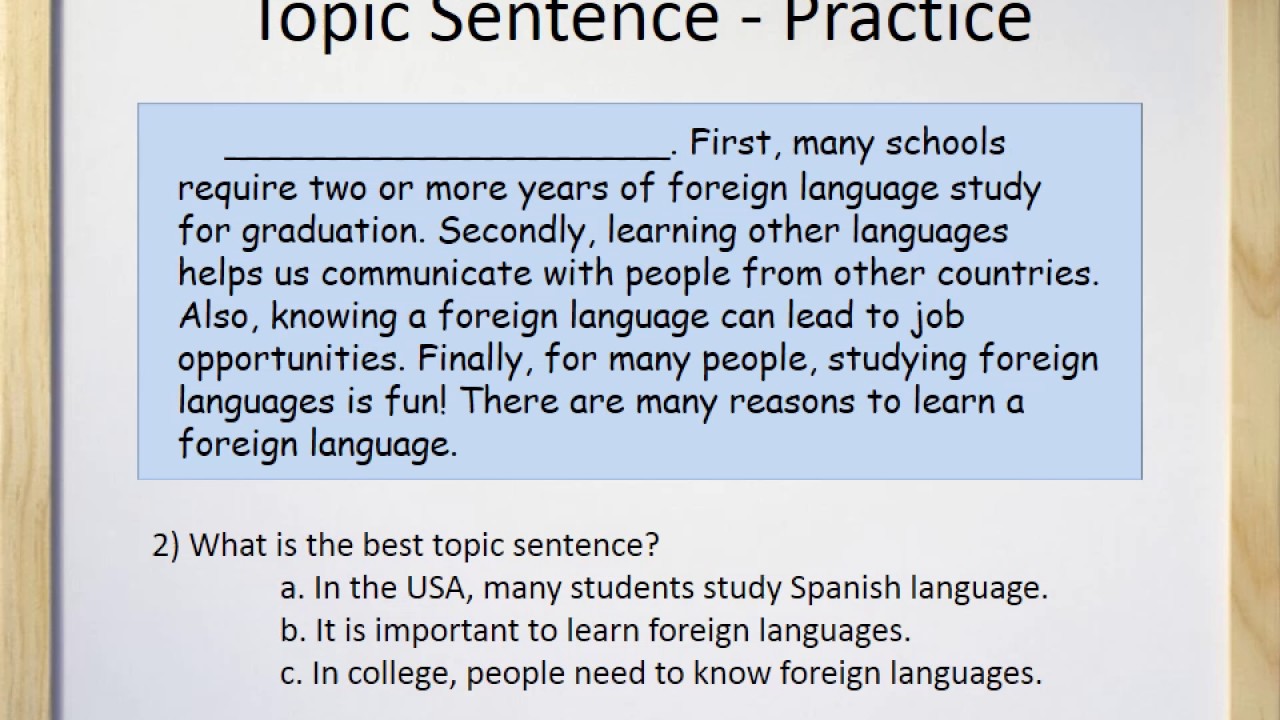 Topic Sentence - Practice
______________________. First, many schools
require two or more years of foreign language study
for graduation. Secondly, learning other languages
helps us communicate with people from other countries.
Also, knowing a foreign language can lead to job
opportunities. Finally, for many people, studying foreign
languages is fun! There are many reasons to learn a
foreign language.
2) What is the best topic sentence?
a. In the USA, many students study Spanish language.
b. It is important to learn foreign languages.
c. In college, people need to know foreign languages.